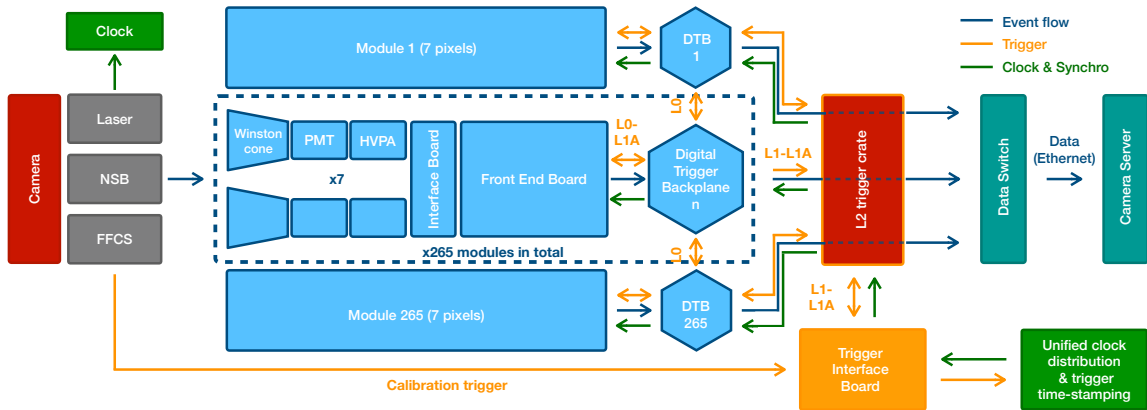 Clock
Module 1 (7 pixels)
DTB
1
Event flow
Trigger
Clock & Synchro
Camera
Laser
NSB
FFCS
Winston
cone
PMT
HVPA
x7
Interface Board
Front End Board
L0-
L1A
L0
Digital
Trigger
Backplane
n
L0
x265 modules in total
L1-L1A
L2 trigger crate
Data Switch
Data
(Ethernet)
Camera Server
Module 265 (7 pixels)
DTB
265
L1-
L1A
Calibration trigger
Trigger
Interface
Board
Unified clock
distribution
& trigger
time-stamping